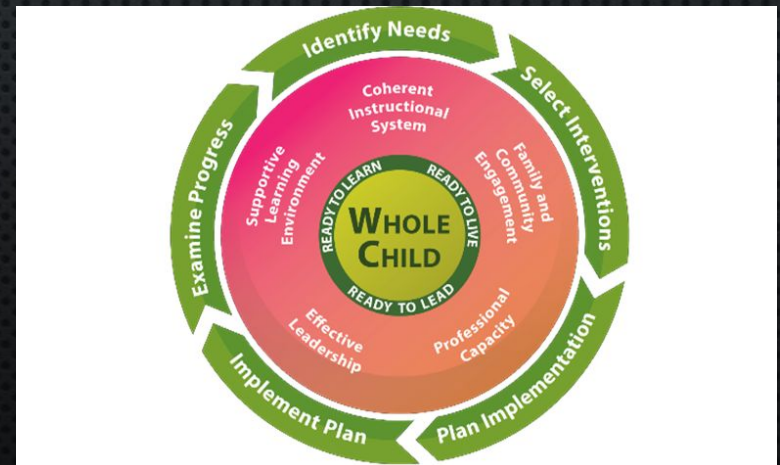 Identify Needs
Select Interventions
Plan Implementation
Implement Plan
Examine Progress
Coherent
Instructional
System
Family and
Community
Engagement
Professional
Capacity
Effective
Leadership
Supportive
Learning
Environment
READY TO LEARN
READY TO LIVE
READY TO LEAD
WHOLE
CHILD